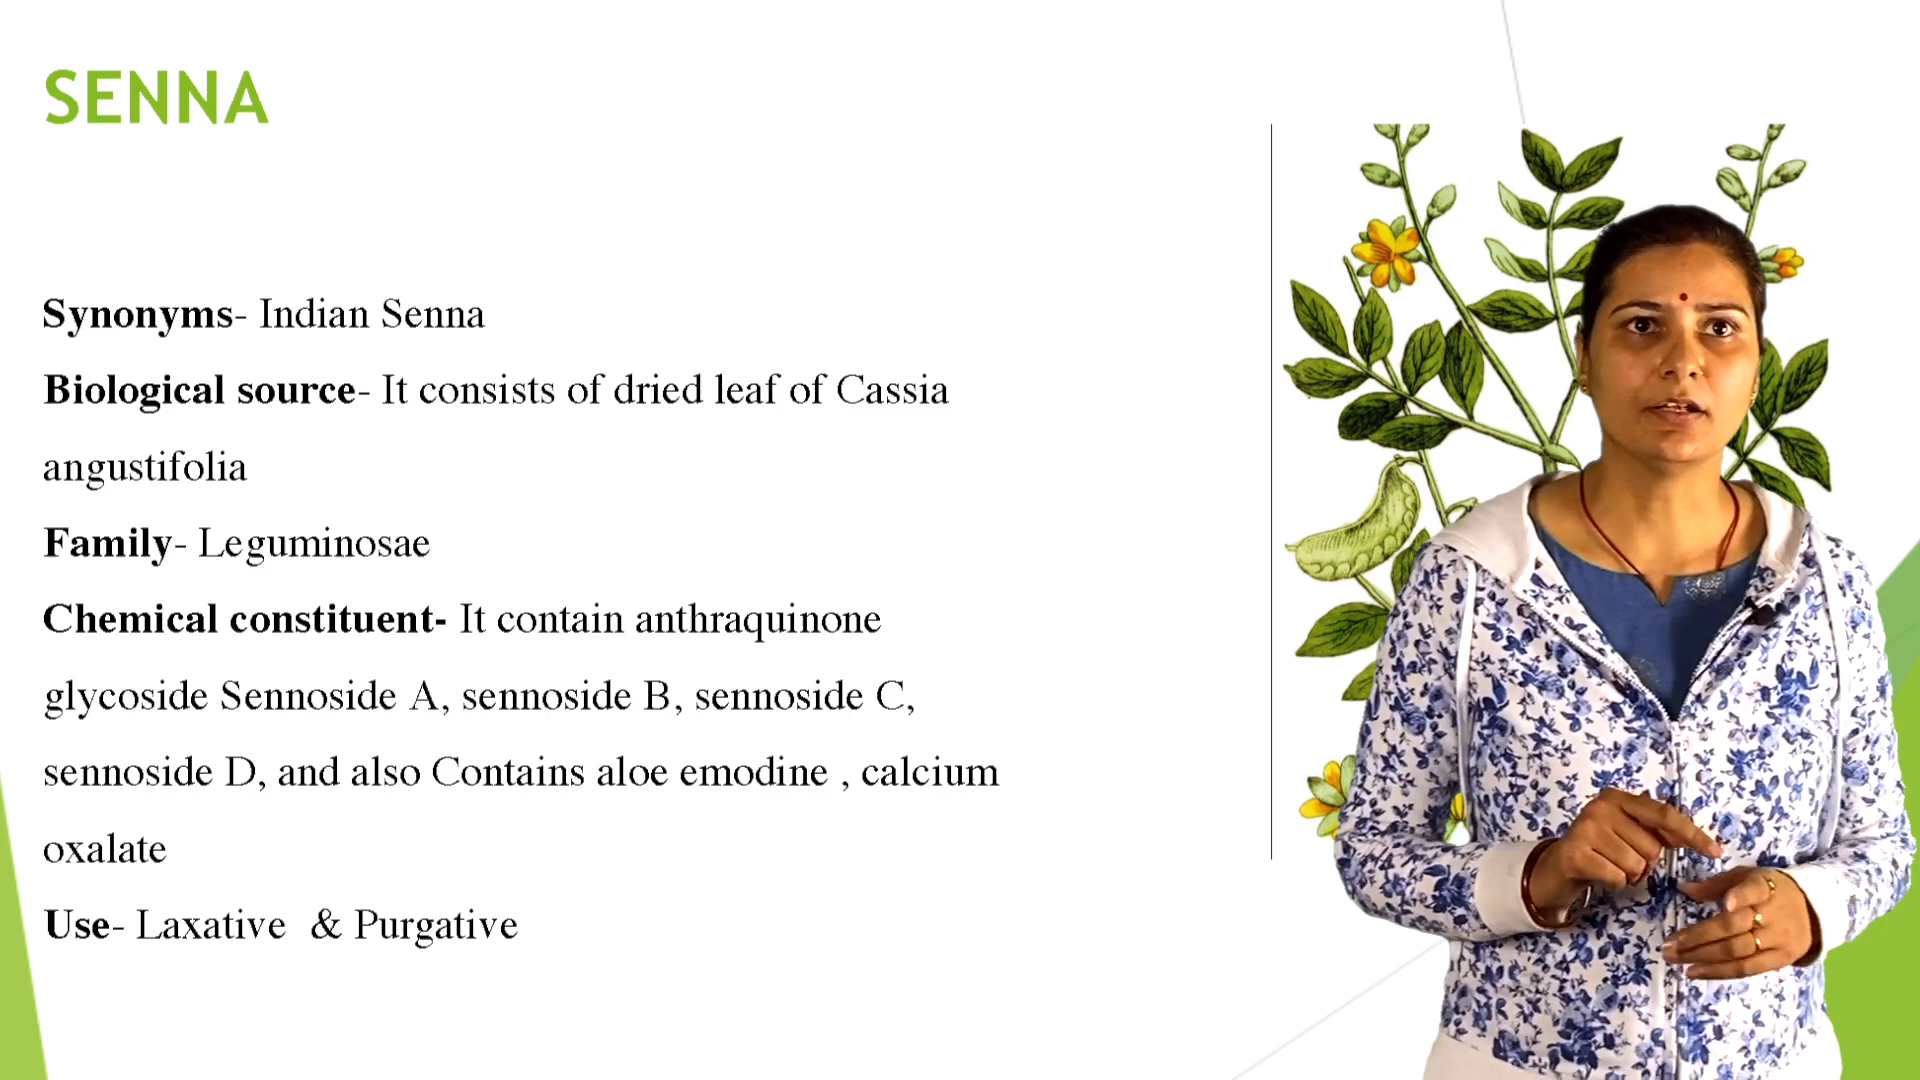 SENNA
Synonyms- Indian Senna
Biological source- It consists of dried leaf of Cassia
angustifolia
Family- Leguminosae
Chemical constituent- It contain anthraquinone
glycoside Sennoside A, sennoside B, sennoside C,
sennoside D, and also Contains aloe emodine , calcium
oxalate
Use- Laxative & Purgative